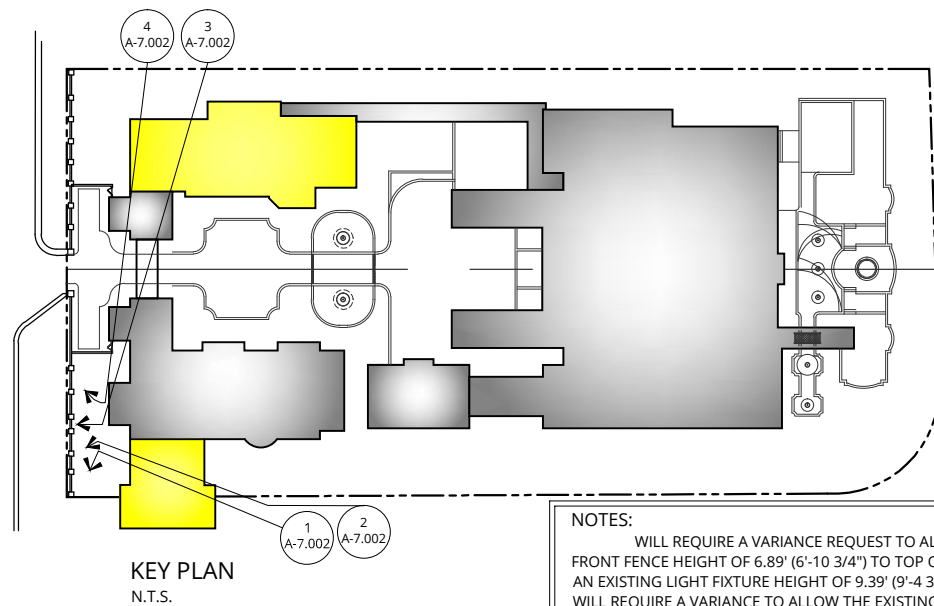 4
A-7.002
3
A-7.002
1
A-7.002
2
A-7.002
KEY PLAN
N.T.S.
NOTES:
WILL REQUIRE A VARIANCE REQUEST TO
FRONT FENCE HEIGHT OF 6.89' (6'-10 3/4") TO TOP
AN EXISTING LIGHT FIXTURE HEIGHT OF 9.39' (9'-4
WILL REQUIRE A VARIANCE TO ALLOW THE EXISTING